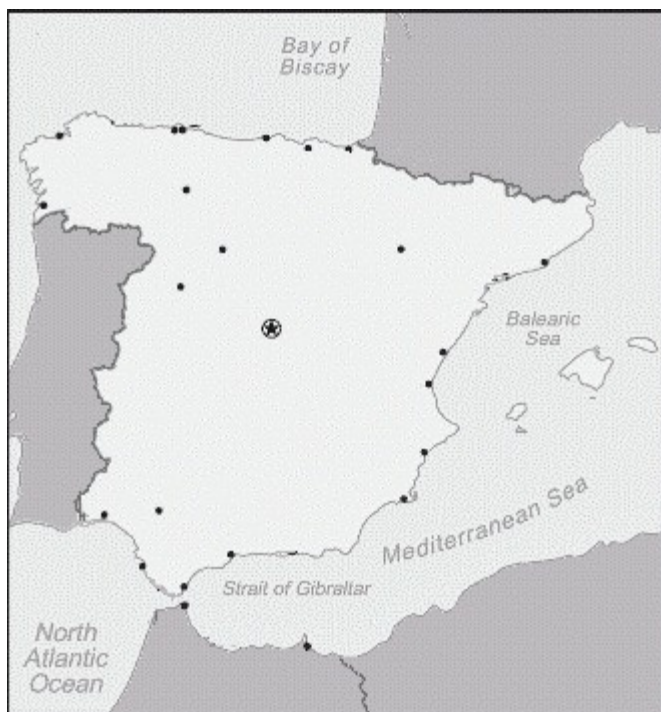 Bay of
Biscay
Balearic
Sea
Mediterranean Sea
Strait of Gibraltar
North
Atlantic
Ocean